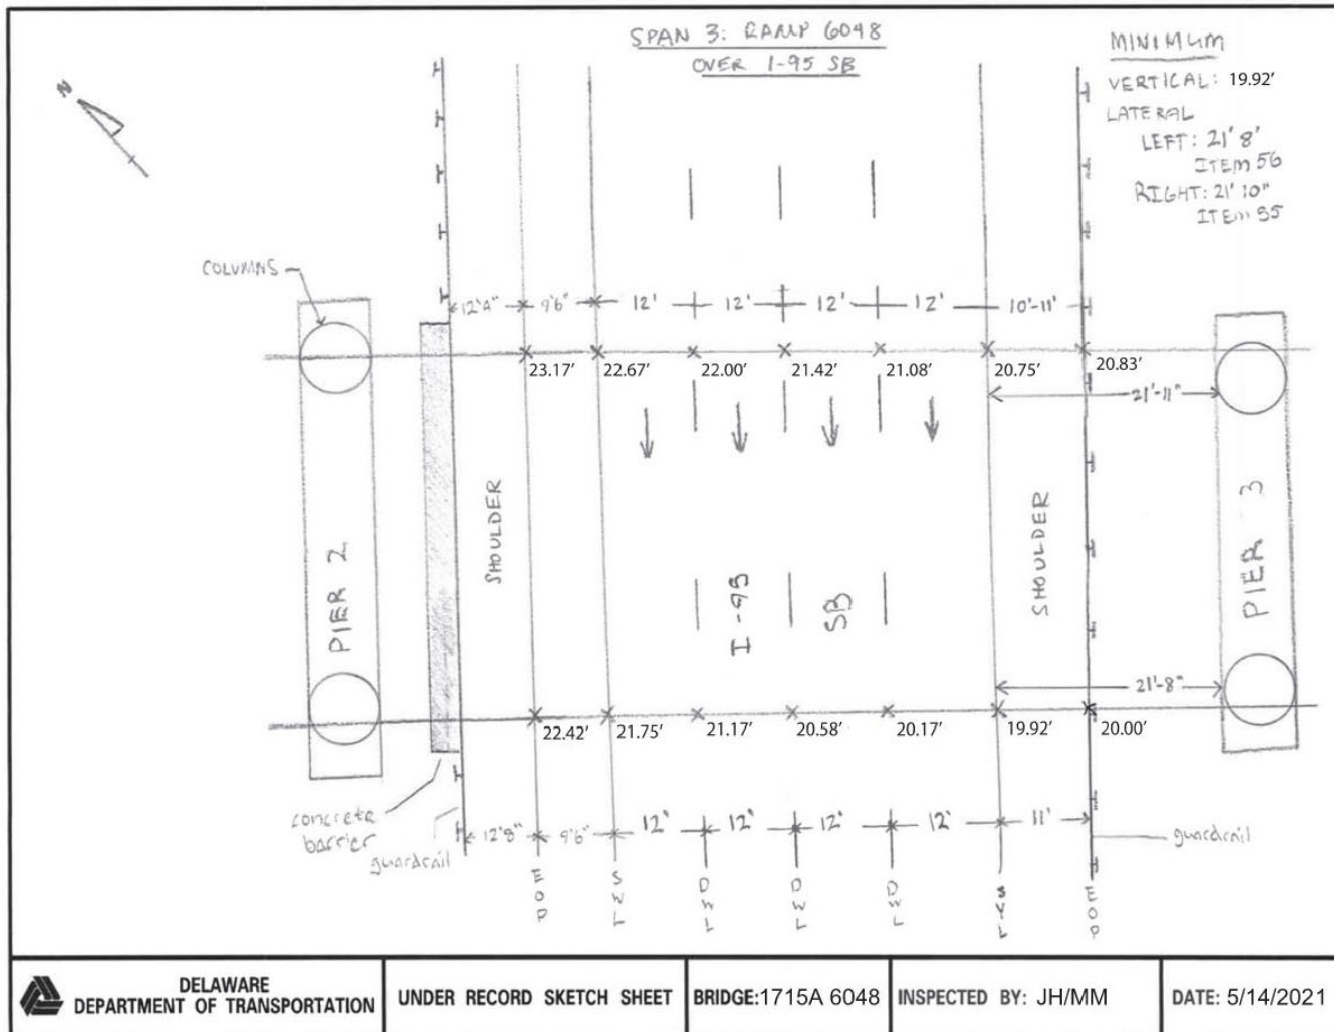 SPAN 3: RAMP 6048
OVER I-95 SB
MINIMUM
VERTICAL: 19.92'
LATERAL
LEFT: 21' 8'
ITEM 56
RIGHT: 21' 10"
ITEM 55
N
COLUMNS
12'4" 9'6" 12' 12' 12' 12' 10'-11'
23.17' 22.67' 22.00' 21.42' 21.08' 20.75' 20.83'
21'-11"
PIER 2
SHOULDER
I-95
SB
SHOULDER
PIER 3
21'-8"
22.42' 21.75' 21.17' 20.58' 20.17' 19.92' 20.00'
concrete
barrier
guardrail
12'8" 9'6" 12' 12' 12' 12' 11'
guardrail
EOP
SWL
DWL
DWL
DWL
SYL
EOP
DELAWARE
DEPARTMENT OF TRANSPORTATION
UNDER RECORD SKETCH SHEET
BRIDGE:1715A 6048
INSPECTED BY: JH/MM
DATE: 5/14/2021